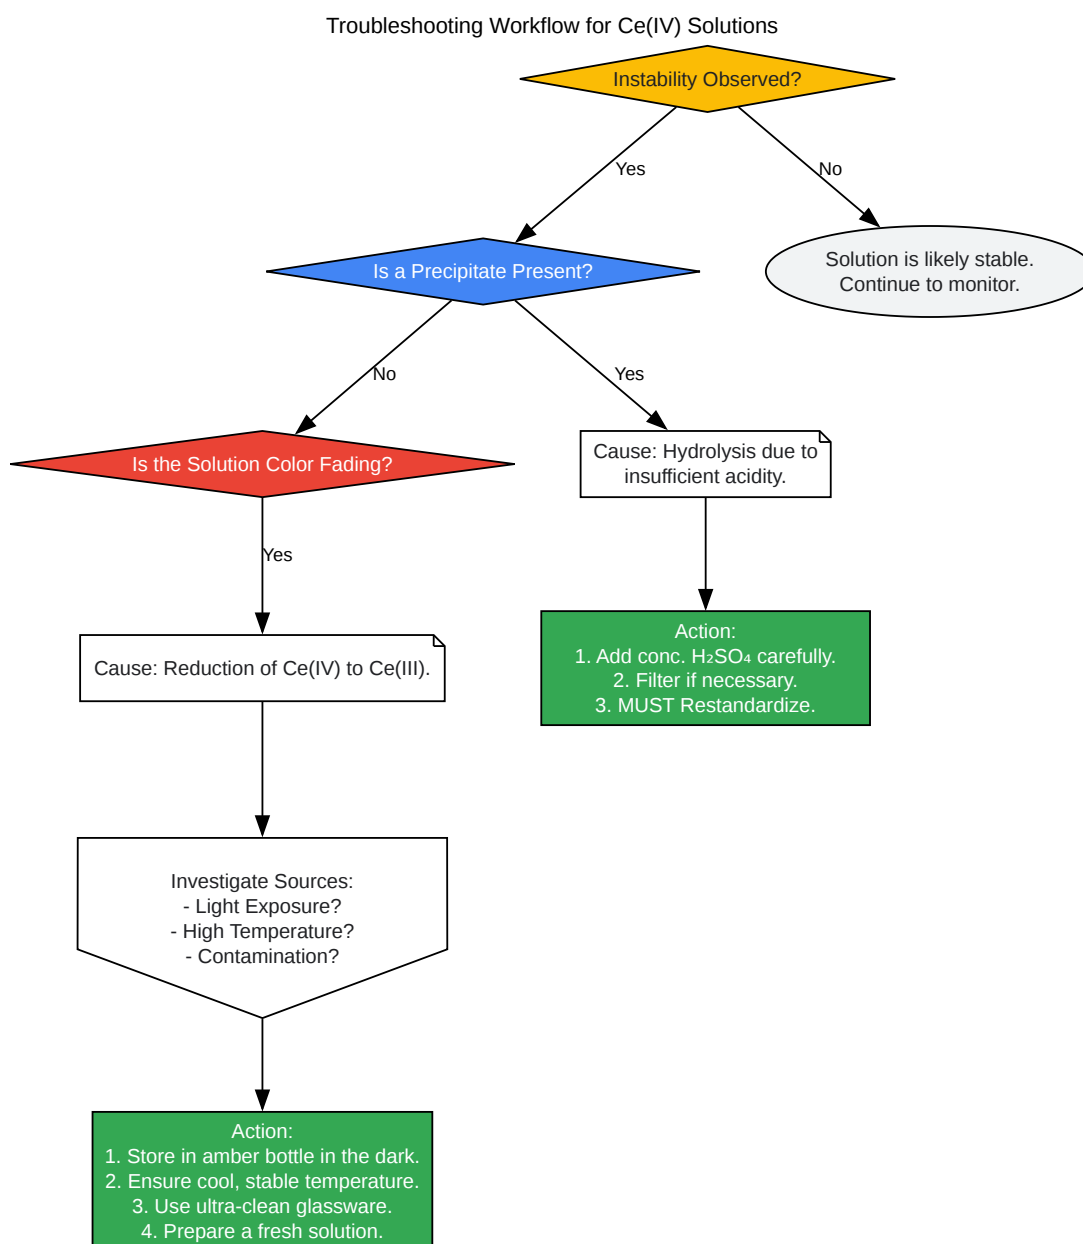 Troubleshooting Workflow for Ce(IV) Solutions
Instability Observed?
Yes
No
Is a Precipitate Present?
Solution is likely stable.
Continue to monitor.
No
Yes
Is the Solution Color Fading?
Cause: Hydrolysis due to
insufficient acidity.
Yes
Cause: Reduction of Ce(IV) to Ce(III).
Action:
1. Add conc. H₂SO₄ carefully.
2. Filter if necessary.
3. MUST Restandardize.
Investigate Sources:
- Light Exposure?
- High Temperature?
- Contamination?
Action:
1. Store in amber bottle in the dark.
2. Ensure cool, stable temperature.
3. Use ultra-clean glassware.
4. Prepare a fresh solution.